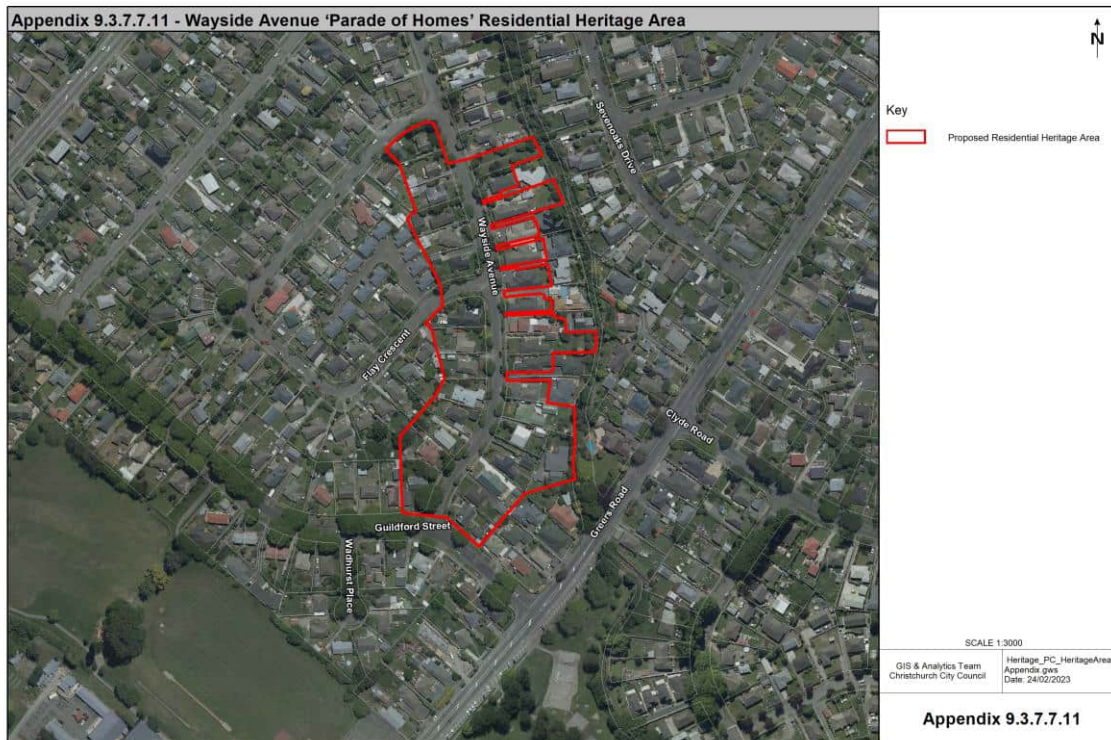 Appendix 9.3.7.7.11 - Wayside Avenue 'Parade of Homes' Residential Heritage Area
N
Key
Proposed Residential Heritage Area
Sevenoaks Drive
Wayside Avenue
Flay Crescent
Clyde Road
Greers Road
Guildford Street
Wadhurst Place
SCALE 1:3000
GIS & Analytics Team
Christchurch City Council
Heritage_PC_HeritageArea
Appendix.gws
Date: 24/02/2023
Appendix 9.3.7.7.11